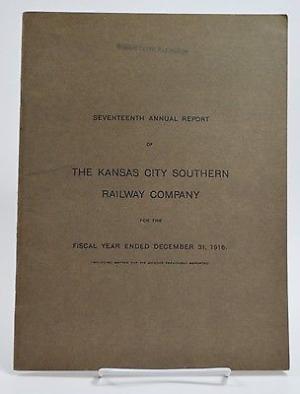 SEVENTEENTH ANNUAL REPORT
OF
THE KANSAS CITY SOUTHERN
RAILWAY COMPANY
FOR THE
FISCAL YEAR ENDED DECEMBER 31, 1916.